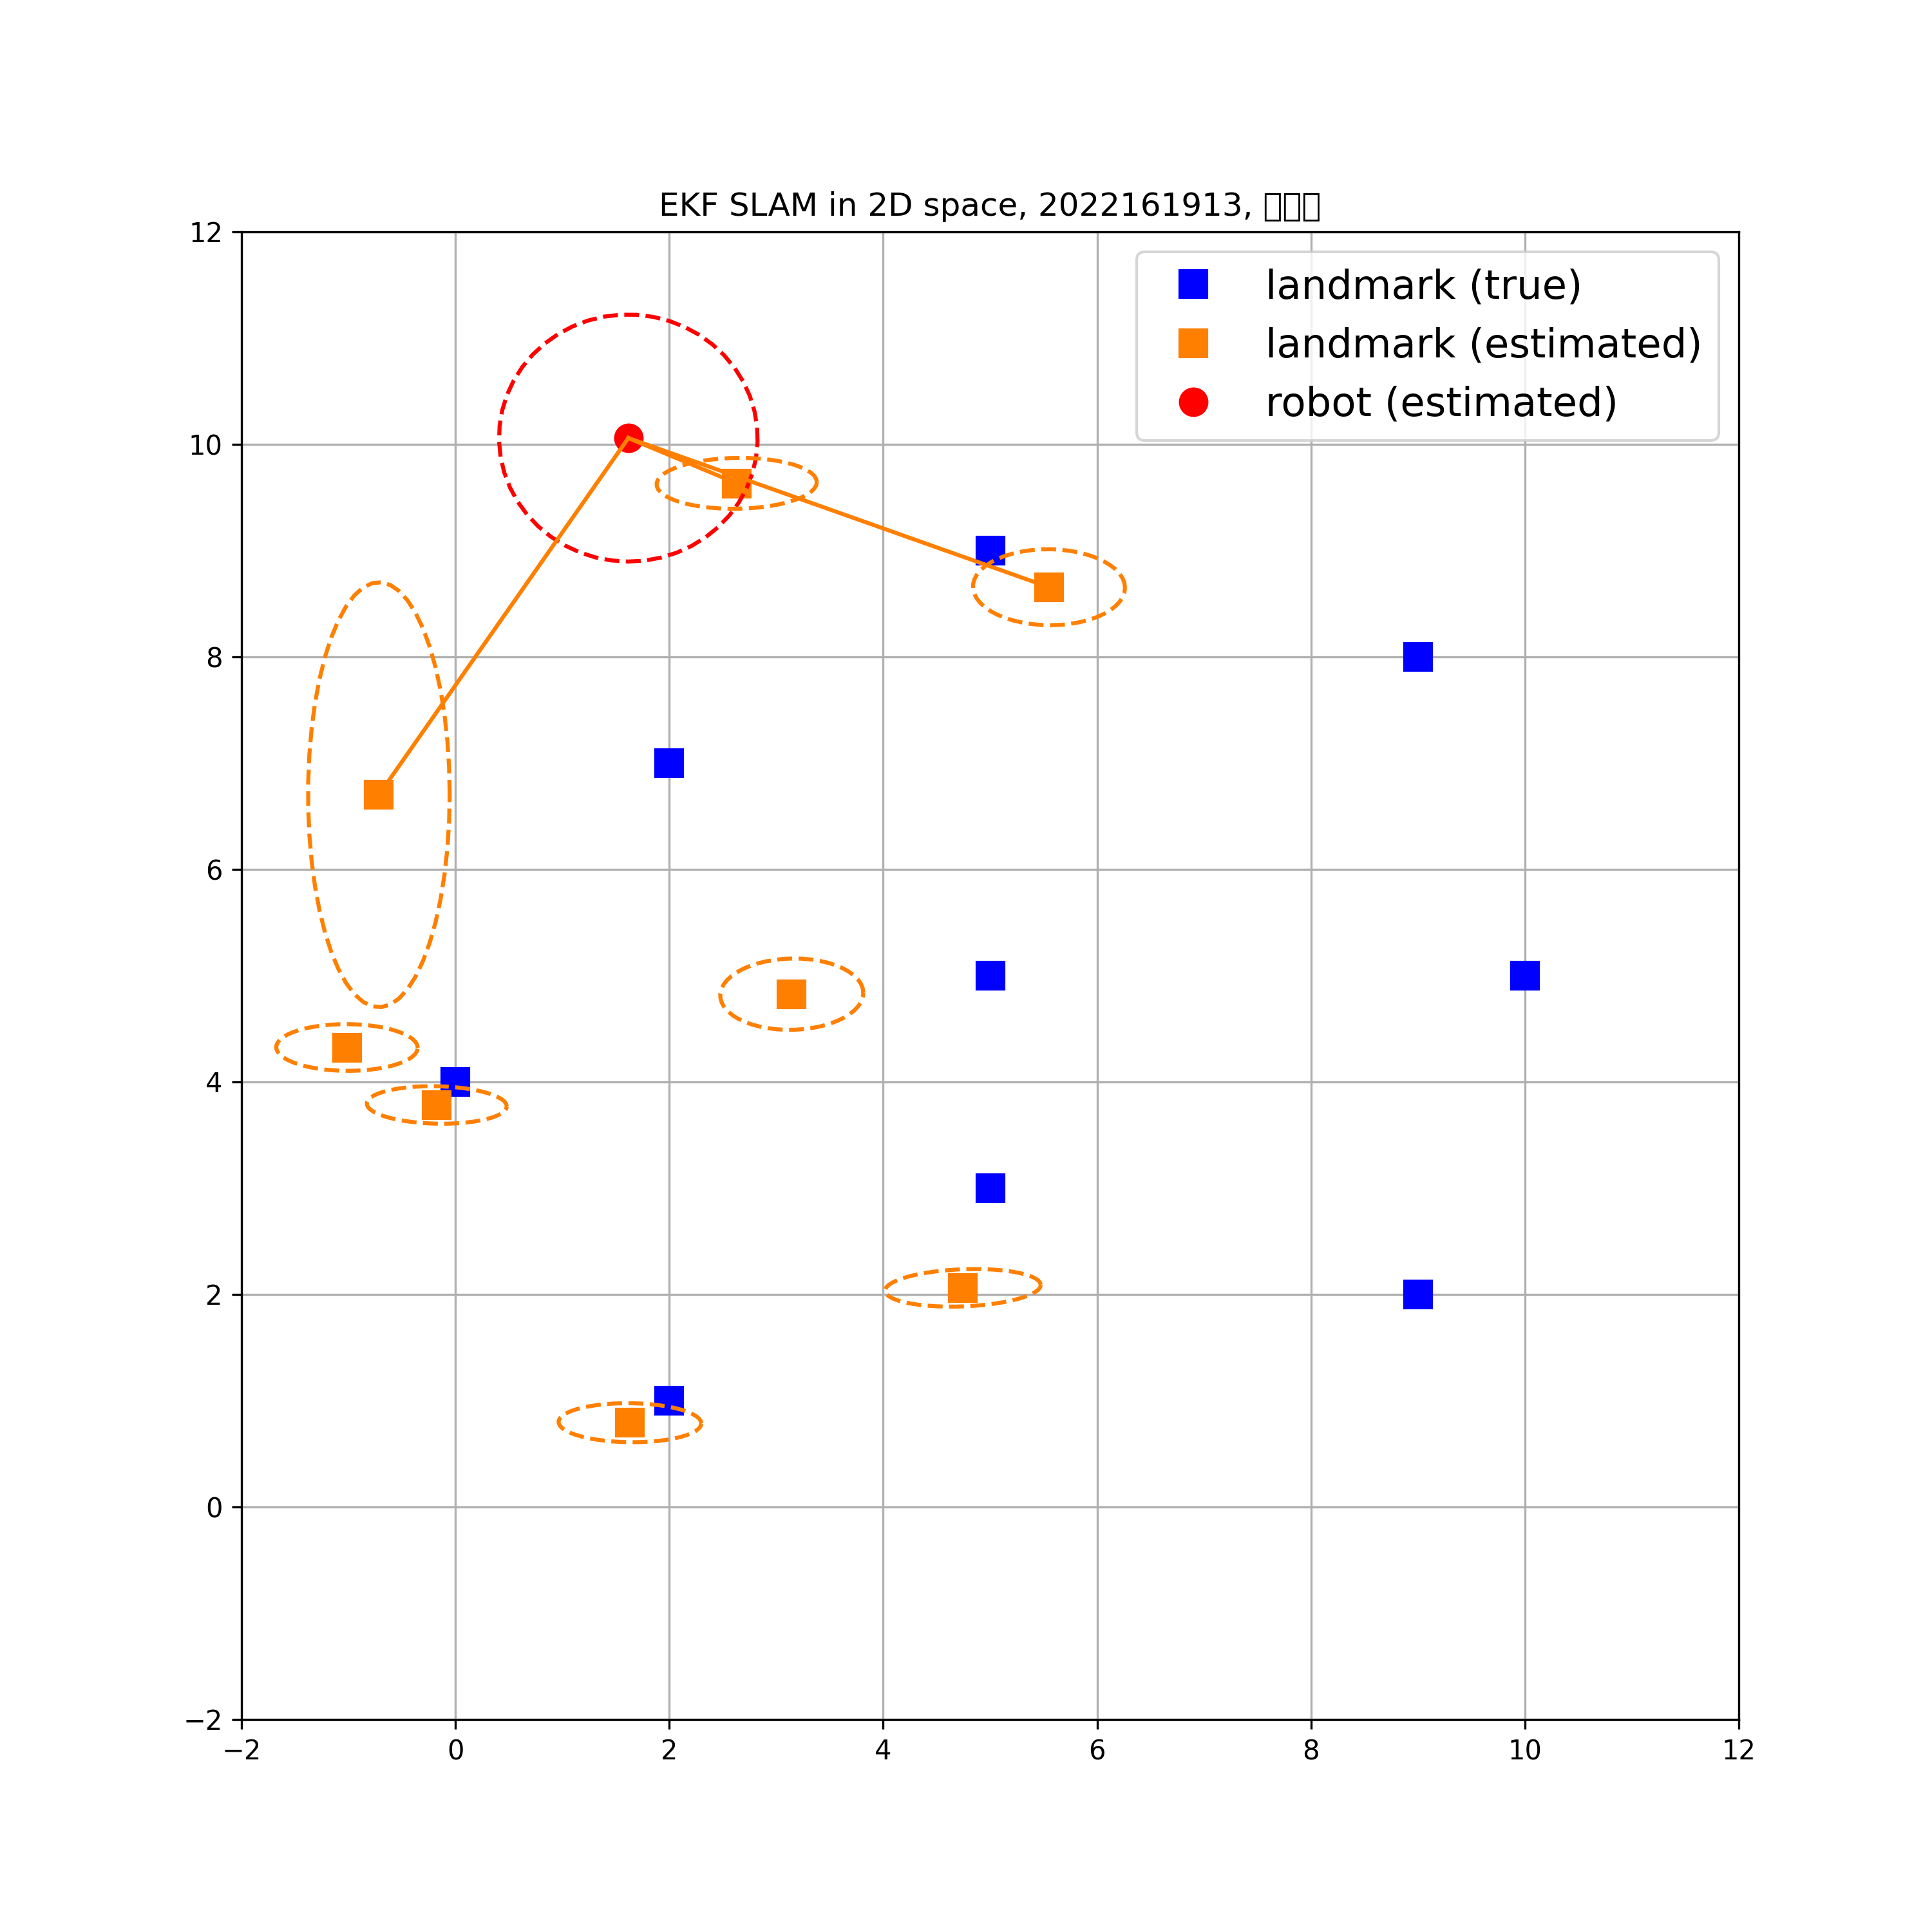 EKF SLAM in 2D space, 2022161913,
landmark (true)
landmark (estimated)
robot (estimated)
12
10
8
6
4
2
0
−2
−2 0 2 4 6 8 10 12